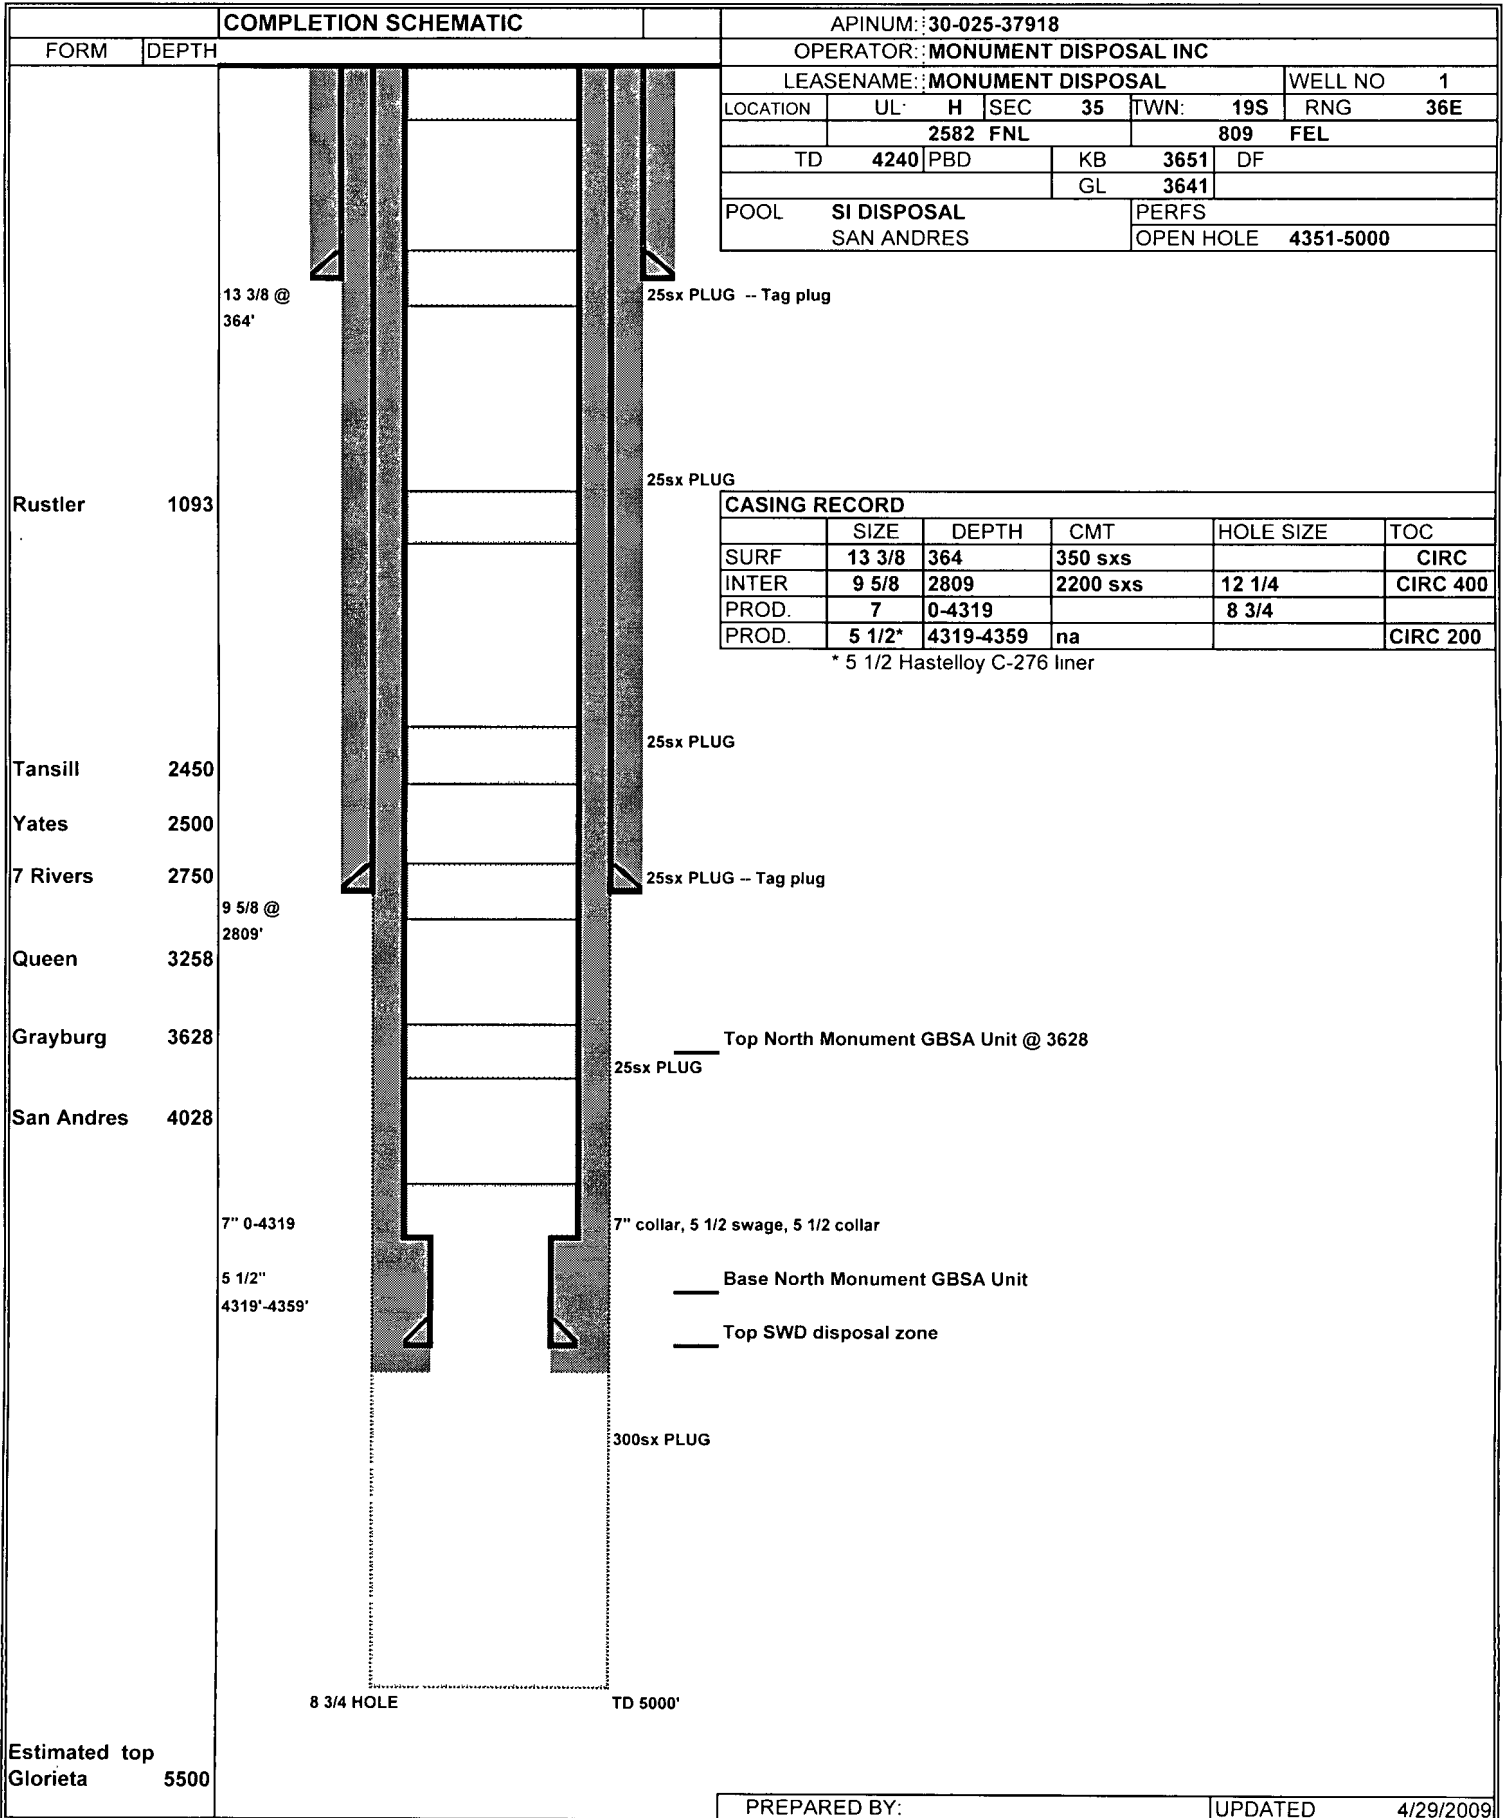 COMPLETION SCHEMATIC
FORM DEPTH
APINUM: 30-025-37918
OPERATOR: MONUMENT DISPOSAL INC
LEASENAME: MONUMENT DISPOSAL WELL NO 1
LOCATION UL: H SEC 35 TWN: 19S RNG 36E
2582 FNL 809 FEL
TD 4240 PBD KB 3651 DF
GL 3641
POOL SI DISPOSAL PERFS
SAN ANDRES OPEN HOLE 4351-5000
13 3/8 @
364'
25sx PLUG -- Tag plug
25sx PLUG
Rustler 1093
CASING RECORD
SIZE DEPTH CMT HOLE SIZE TOC
SURF 13 3/8 364 350 sxs CIRC
INTER 9 5/8 2809 2200 sxs 12 1/4 CIRC 400
PROD. 7 0-4319 8 3/4
PROD. 5 1/2* 4319-4359 na CIRC 200
* 5 1/2 Hastelloy C-276 liner
25sx PLUG
Tansill 2450
Yates 2500
7 Rivers 2750
25sx PLUG -- Tag plug
9 5/8 @
2809'
Queen 3258
Grayburg 3628
Top North Monument GBSA Unit @ 3628
25sx PLUG
San Andres 4028
7" 0-4319
7" collar, 5 1/2 swage, 5 1/2 collar
5 1/2"
4319'-4359'
Base North Monument GBSA Unit
Top SWD disposal zone
300sx PLUG
8 3/4 HOLE
TD 5000'
Estimated top
Glorieta 5500
PREPARED BY: UPDATED 4/29/2009